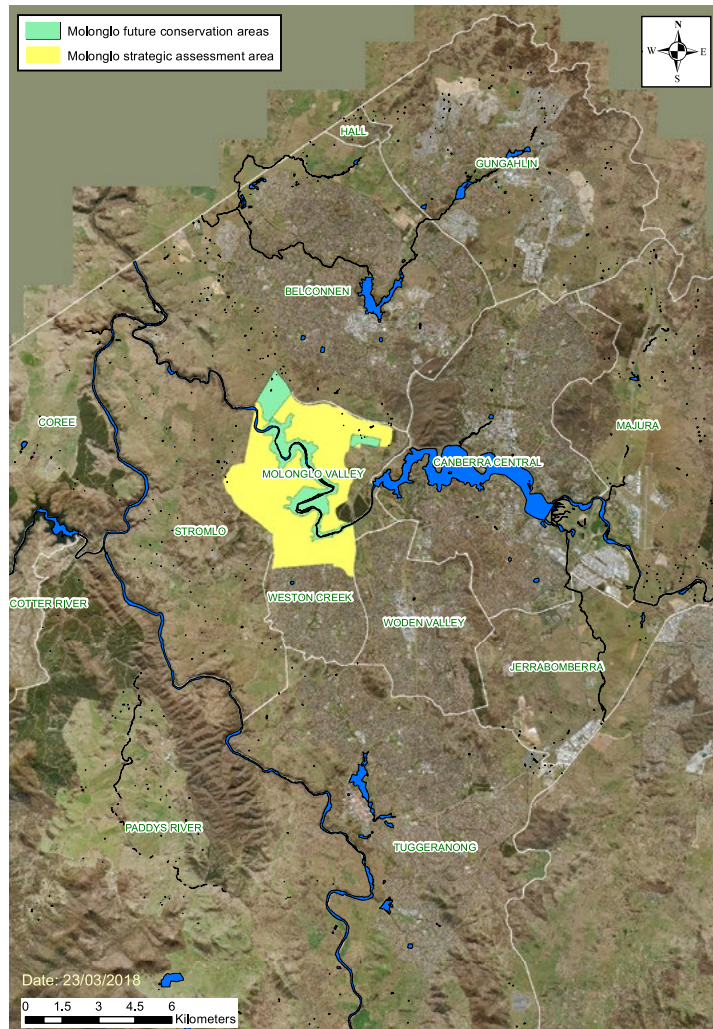 Molonglo future conservation areas
Molonglo strategic assessment area
N
W E
S
HALL
GUNGAHLIN
BELCONNEN
COREE
MAJURA
CANBERRA CENTRAL
MOLONGLO VALLEY
STROMLO
COTTER RIVER
WESTON CREEK
WODEN VALLEY
JERRABOMBERRA
PADDYS RIVER
TUGGERANONG
Date: 23/03/2018
0 1.5 3 4.5 6
Kilometers